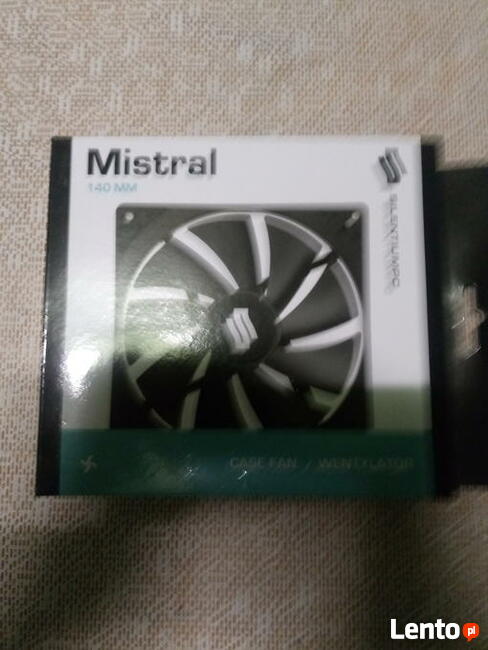 Mistral
140 MM
SILENTIUMPC
CASE FAN / WENTYLATOR
Lento pl